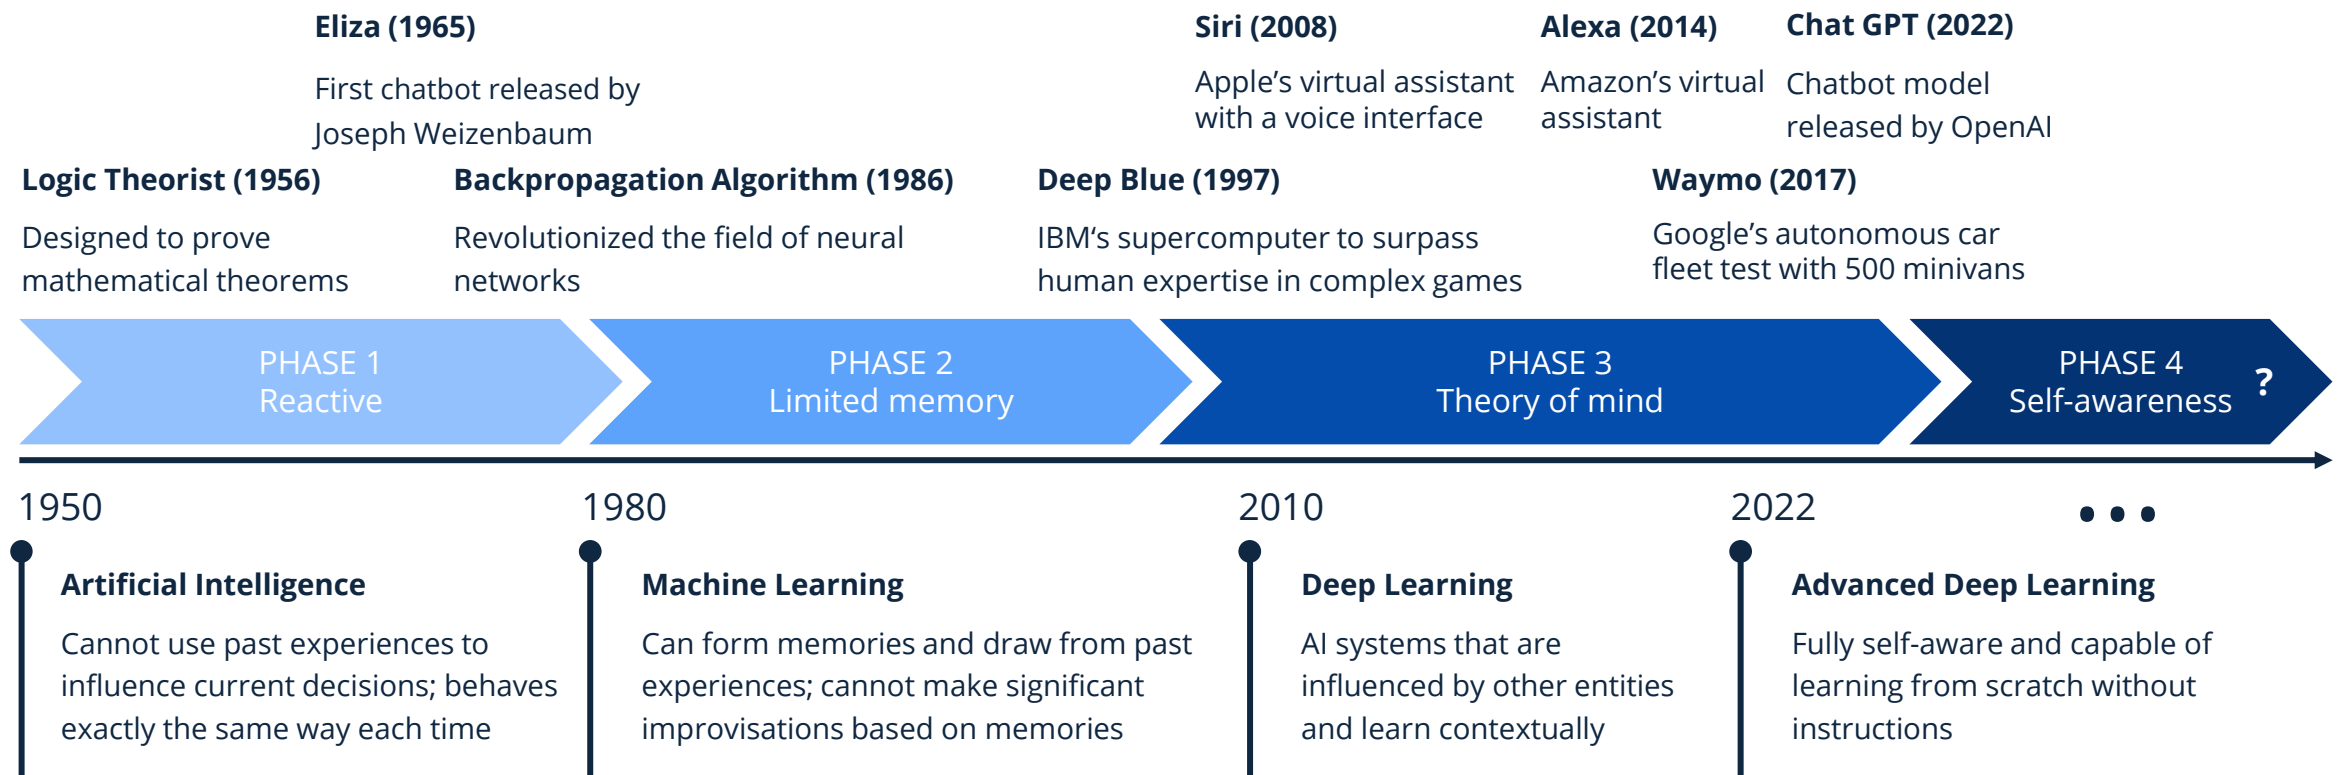 Eliza (1965)
First chatbot released by
Joseph Weizenbaum
Siri (2008)
Apple’s virtual assistant
with a voice interface
Alexa (2014)
Amazon’s virtual
assistant
Chat GPT (2022)
Chatbot model
released by OpenAI
Logic Theorist (1956)
Designed to prove
mathematical theorems
Backpropagation Algorithm (1986)
Revolutionized the field of neural
networks
Deep Blue (1997)
IBM‘s supercomputer to surpass
human expertise in complex games
Waymo (2017)
Google’s autonomous car
fleet test with 500 minivans
PHASE 1
Reactive
PHASE 2
Limited memory
PHASE 3
Theory of mind
PHASE 4
Self-awareness ?
1950
1980
2010
2022
...
Artificial Intelligence
Cannot use past experiences to
influence current decisions; behaves
exactly the same way each time
Machine Learning
Can form memories and draw from past
experiences; cannot make significant
improvisations based on memories
Deep Learning
AI systems that are
influenced by other entities
and learn contextually
Advanced Deep Learning
Fully self-aware and capable of
learning from scratch without
instructions